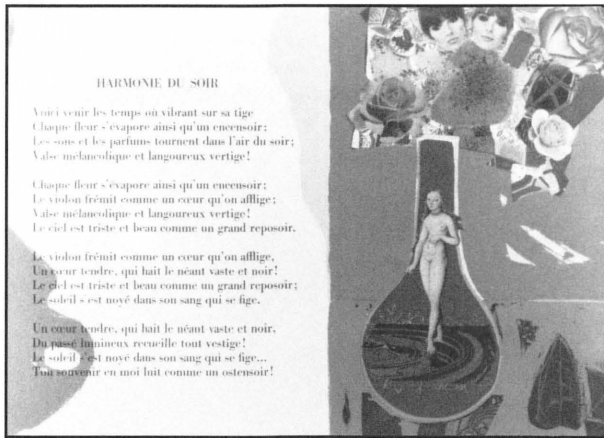 HARMONIE DU SOIR
Voici venir les temps où vibrant sur sa tige
Chaque fleur s'évapore ainsi qu'un encensoir;
Les sons et les parfums tournent dans l'air du soir;
Valse mélancolique et langoureux vertige!
Chaque fleur s'évapore ainsi qu'un encensoir;
Le violon frémit comme un cœur qu'on afflige;
Valse mélancolique et langoureux vertige!
Le ciel est triste et beau comme un grand reposoir.
Le violon frémit comme un cœur qu'on afflige,
Un cœur tendre, qui hait le néant vaste et noir!
Le ciel est triste et beau comme un grand reposoir;
Le soleil s'est noyé dans son sang qui se fige.
Un cœur tendre, qui hait le néant vaste et noir,
Du passé lumineux recueille tout vestige!
Le soleil s'est noyé dans son sang qui se fige...
Ton souvenir en moi luit comme un ostensoir!